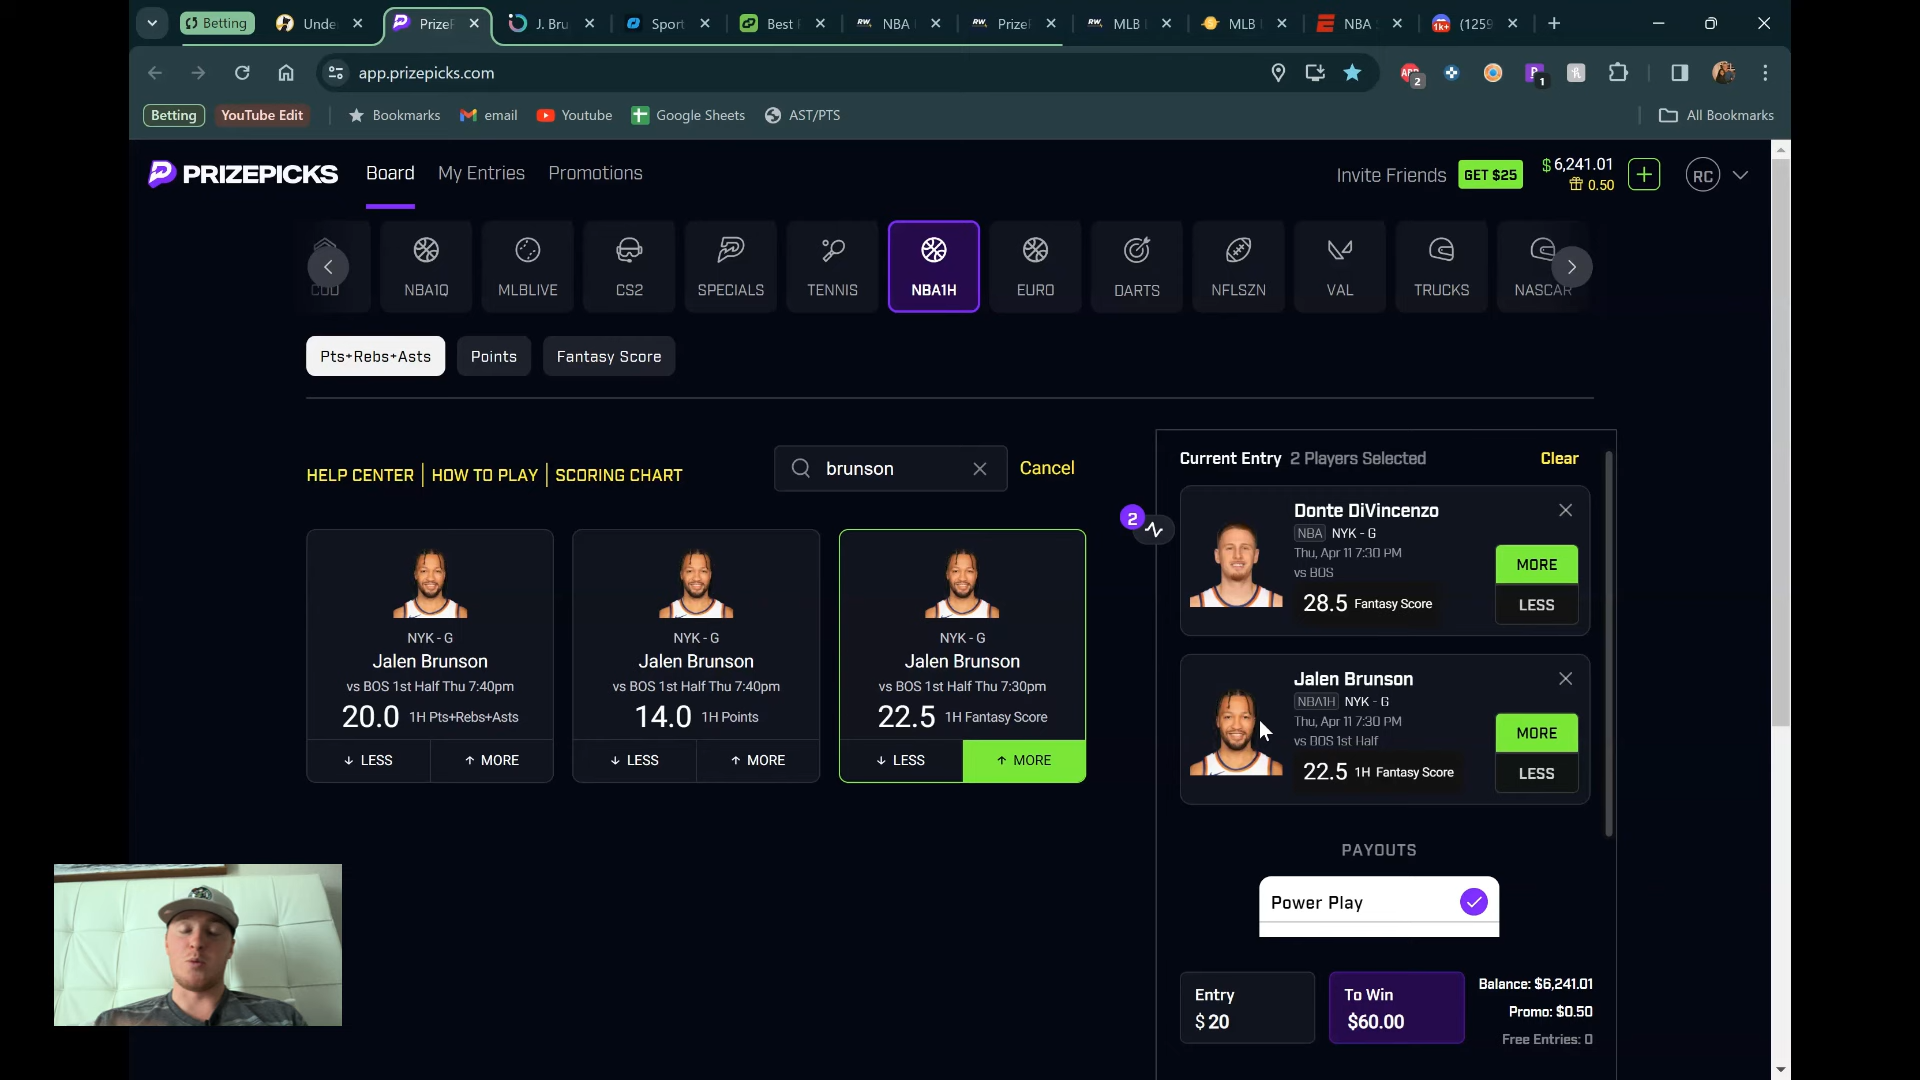 Betting
Unde
PrizeP
J. Bru
Sport
Best
NBA
Prize
MLB
MLB
NBA
(1259
app.prizepicks.com
ABP
2
1
Betting
YouTube Edit
Bookmarks
email
Youtube
Google Sheets
AST/PTS
All Bookmarks
PRIZEPICKS
Board
My Entries
Promotions
Invite Friends
GET $25
$ 6,241.01
0.50
RC
COD
NBA1Q
MLBLIVE
CS2
SPECIALS
TENNIS
NBA1H
EURO
DARTS
NFLSZN
VAL
TRUCKS
NASCAR
Pts+Rebs+Asts
Points
Fantasy Score
HELP CENTER
HOW TO PLAY
SCORING CHART
brunson
Cancel
NYK - G
Jalen Brunson
vs BOS 1st Half Thu 7:40pm
20.0 1H Pts+Rebs+Asts
LESS
MORE
NYK - G
Jalen Brunson
vs BOS 1st Half Thu 7:40pm
14.0 1H Points
LESS
MORE
NYK - G
Jalen Brunson
vs BOS 1st Half Thu 7:30pm
22.5 1H Fantasy Score
LESS
MORE
Current Entry 2 Players Selected
Clear
2
Donte DiVincenzo
NBA NYK - G
Thu, Apr 11 7:30 PM
vs BOS
28.5 Fantasy Score
MORE
LESS
Jalen Brunson
NBA1H NYK - G
Thu, Apr 11 7:30 PM
vs BOS 1st Half
22.5 1H Fantasy Score
MORE
LESS
PAYOUTS
Power Play
Entry
$ 20
To Win
$60.00
Balance: $6,241.01
Promo: $0.50
Free Entries: 0